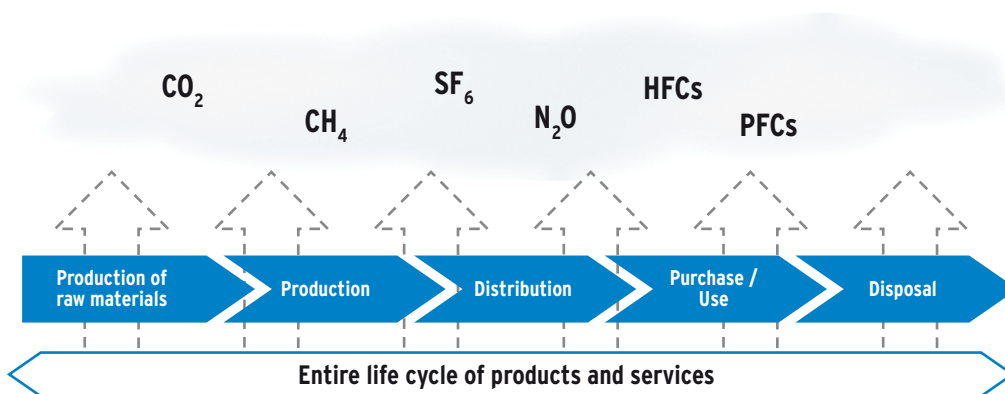 CO₂
CH₄
SF₆
N₂O
HFCs
PFCs
Production of
raw materials
Production
Distribution
Purchase /
Use
Disposal
Entire life cycle of products and services